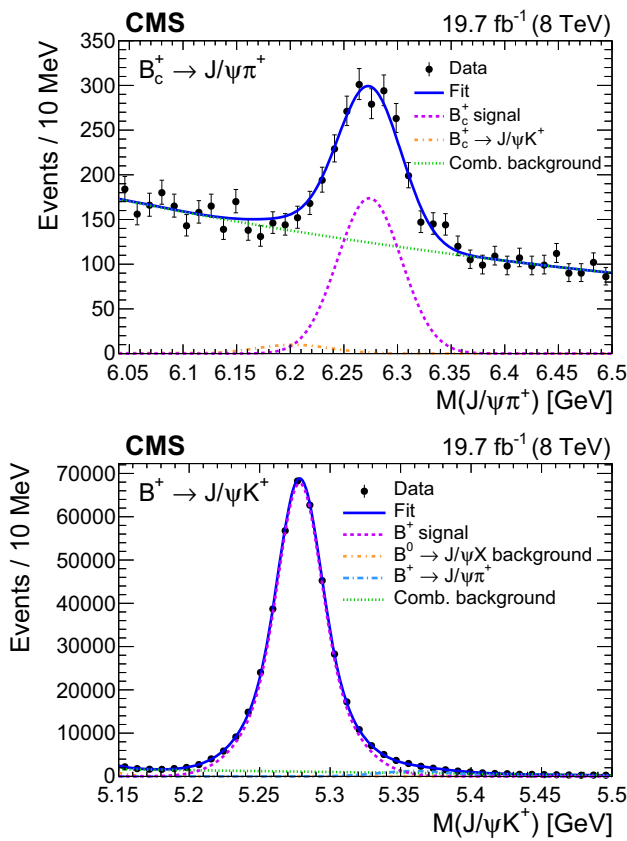 CMS 19.7 fb⁻¹ (8 TeV)
B_c⁺ → J/ψπ⁺
Data
Fit
B_c⁺ signal
B_c⁺ → J/ψK⁺
Comb. background
Events / 10 MeV
350
300
250
200
150
100
50
0
6.05 6.1 6.15 6.2 6.25 6.3 6.35 6.4 6.45 6.5
M(J/ψπ⁺) [GeV]
CMS 19.7 fb⁻¹ (8 TeV)
B⁺ → J/ψK⁺
Data
Fit
B⁺ signal
B⁰ → J/ψX background
B⁺ → J/ψπ⁺
Comb. background
Events / 10 MeV
70000
60000
50000
40000
30000
20000
10000
0
5.15 5.2 5.25 5.3 5.35 5.4 5.45 5.5
M(J/ψK⁺) [GeV]